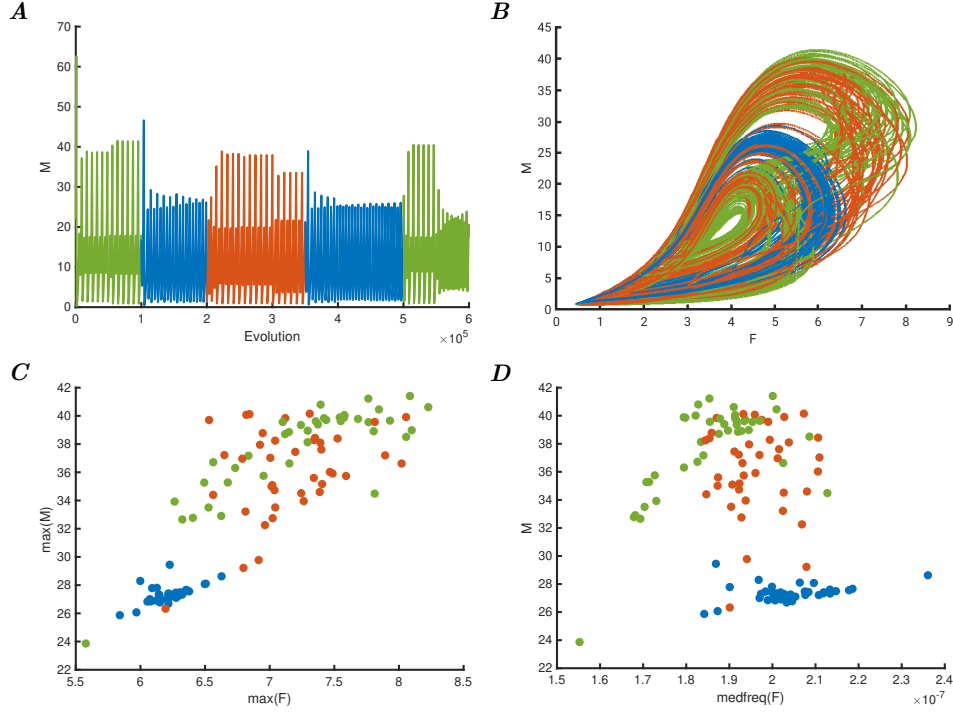 A
70
60
50
40
30
20
10
0
M
0 1 2 3 4 5 6
Evolution
×10^5
B
45
40
35
30
25
20
15
10
5
0
M
0 1 2 3 4 5 6 7 8 9
F
C
42
40
38
36
34
32
30
28
26
24
22
max(M)
5.5 6 6.5 7 7.5 8 8.5
max(F)
D
42
40
38
36
34
32
30
28
26
24
22
M
1.5 1.6 1.7 1.8 1.9 2 2.1 2.2 2.3 2.4
medfreq(F)
×10^-7